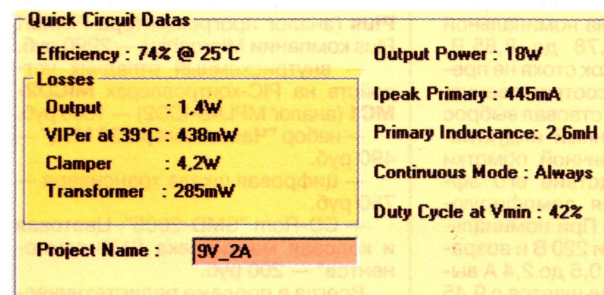 Quick Circuit Datas
Efficiency : 74% @ 25°C
Losses
Output : 1,4W
VIPer at 39°C : 438mW
Clamper : 4,2W
Transformer : 285mW
Project Name : 9V_2A
Output Power : 18W
Ipeak Primary : 445mA
Primary Inductance: 2,6mH
Continuous Mode : Always
Duty Cycle at Vmin : 42%